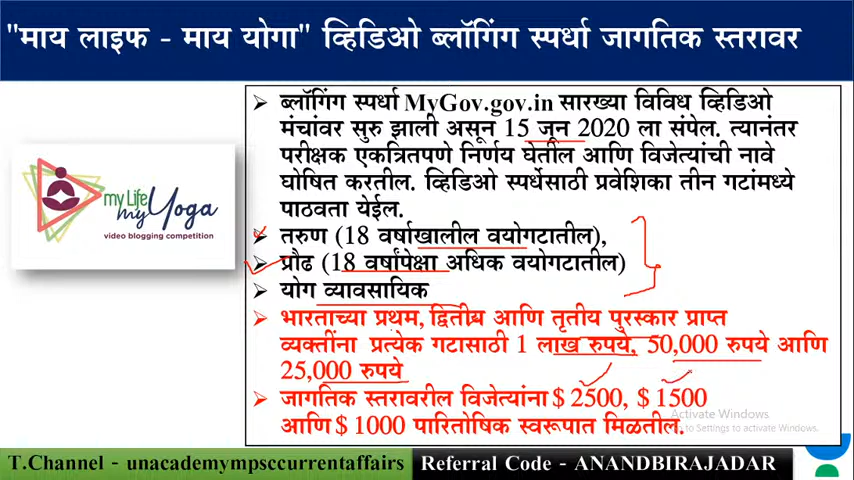 "माय लाइफ - माय योगा" व्हिडिओ ब्लॉगिंग स्पर्धा जागतिक स्तरावर
ब्लॉगिंग स्पर्धा MyGov.gov.in सारख्या विविध व्हिडिओ
मंचांवर सुरु झाली असून 15 जून 2020 ला संपेल. त्यानंतर
परीक्षक एकत्रितपणे निर्णय घेतील आणि विजेत्यांची नावे
घोषित करतील. व्हिडिओ स्पर्धेसाठी प्रवेशिका तीन गटांमध्ये
पाठवता येईल.
my Life
my Yoga
video blogging competition
तरुण (18 वर्षाखालील वयोगटातील),
प्रौढ (18 वर्षांपेक्षा अधिक वयोगटातील)
योग व्यावसायिक
भारताच्या प्रथम, द्वितीय आणि तृतीय पुरस्कार प्राप्त
व्यक्तींना प्रत्येक गटासाठी 1 लाख रुपये, 50,000 रुपये आणि
25,000 रुपये
जागतिक स्तरावरील विजेत्यांना $ 2500, $ 1500
आणि $ 1000 पारितोषिक स्वरूपात मिळतील.
Activate Windows
Go to Settings to activate Windows.
T.Channel - unacademympsccurrentaffairs
Referral Code - ANANDBIRAJADAR